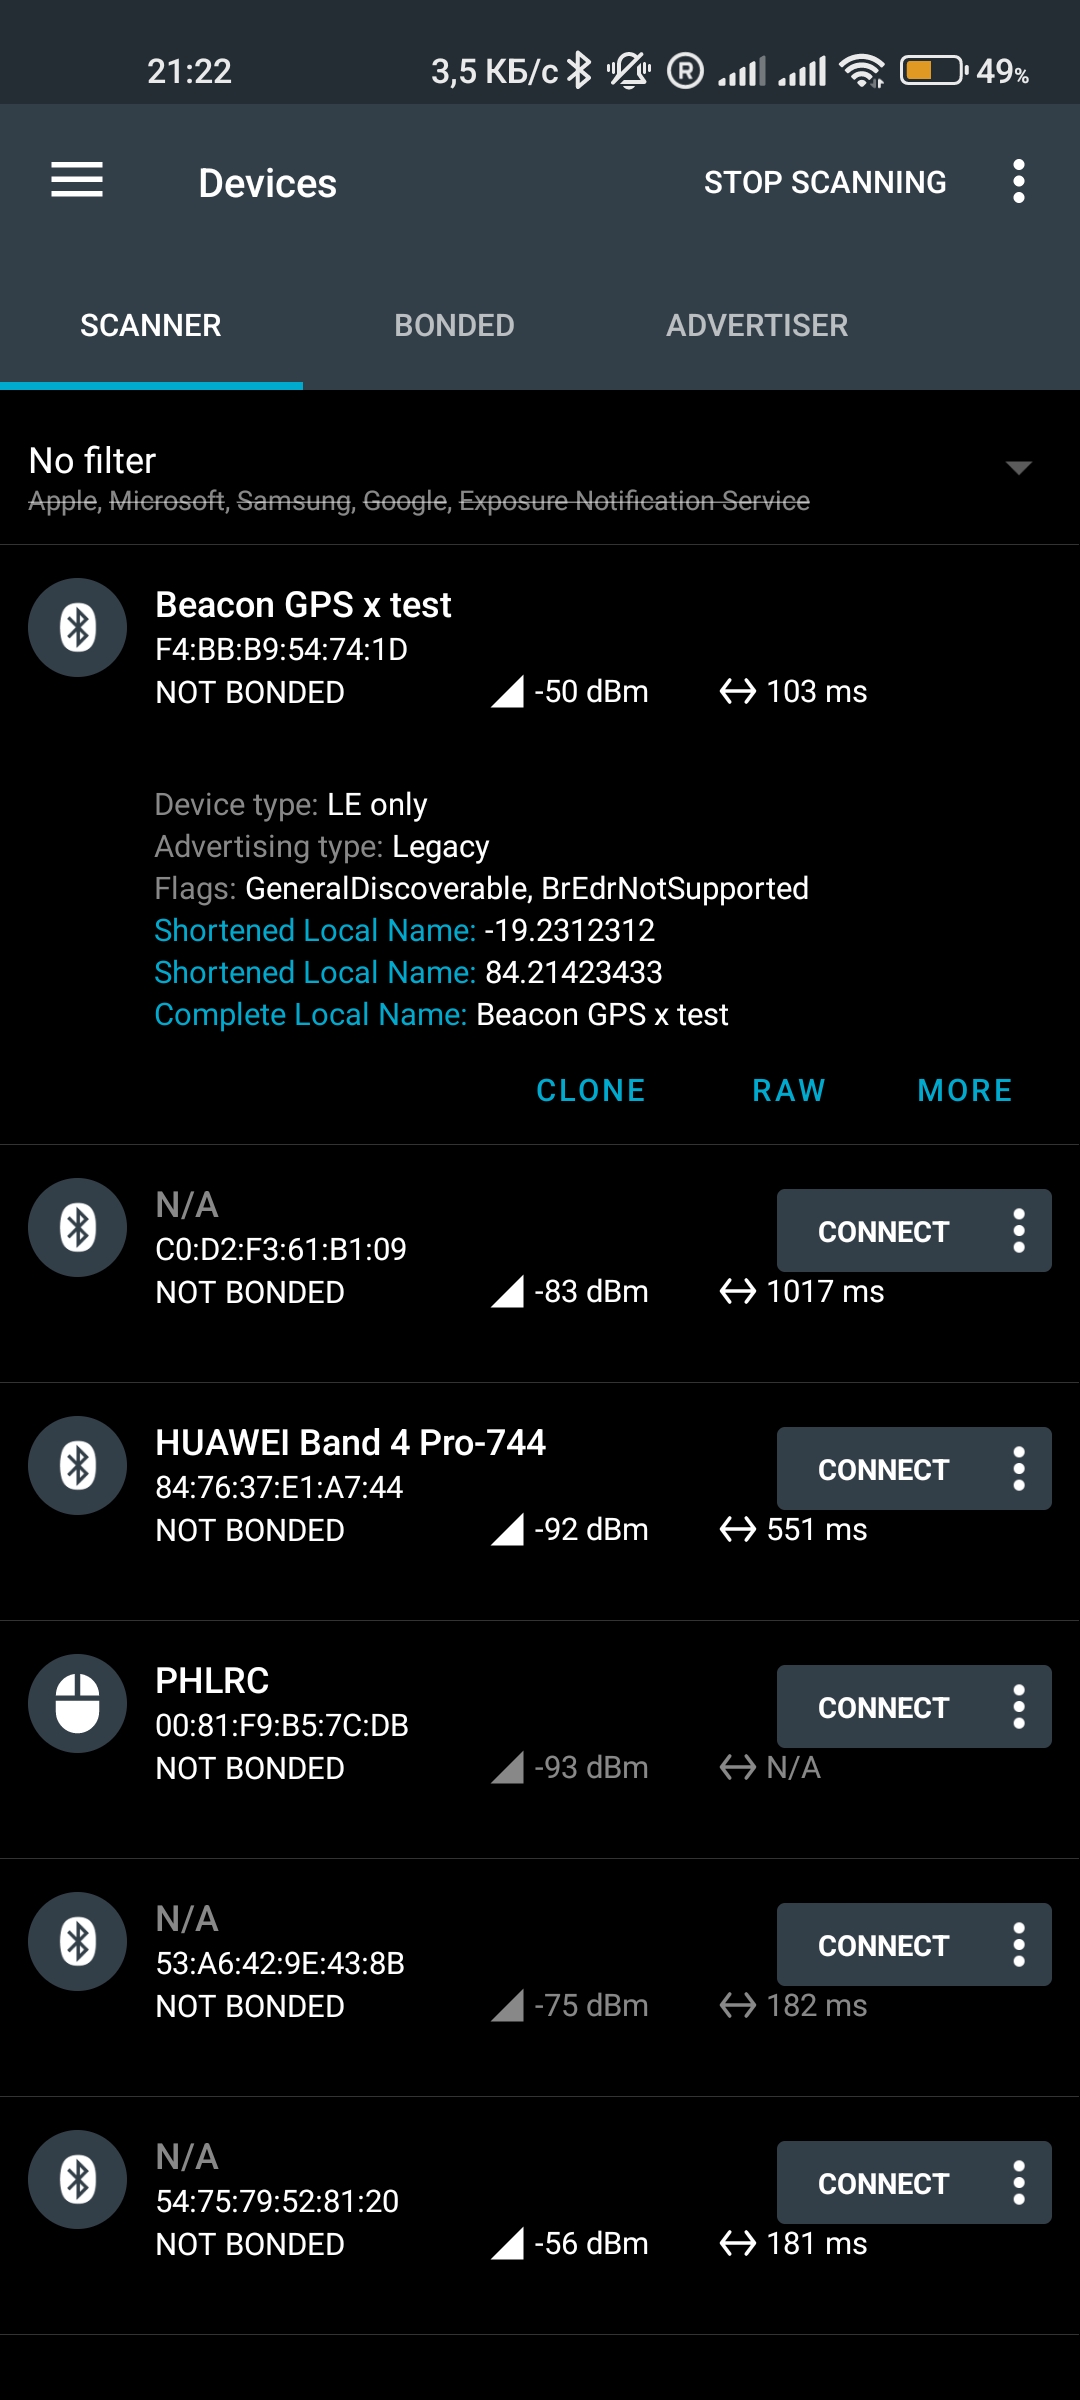 21:22 3,5 КБ/с 49%
Devices STOP SCANNING
SCANNER BONDED ADVERTISER
No filter
Apple, Microsoft, Samsung, Google, Exposure Notification Service
Beacon GPS x test
F4:BB:B9:54:74:1D
NOT BONDED -50 dBm 103 ms
Device type: LE only
Advertising type: Legacy
Flags: GeneralDiscoverable, BrEdrNotSupported
Shortened Local Name: -19.2312312
Shortened Local Name: 84.21423433
Complete Local Name: Beacon GPS x test
CLONE RAW MORE
N/A
CONNECT
C0:D2:F3:61:B1:09
NOT BONDED -83 dBm 1017 ms
HUAWEI Band 4 Pro-744
CONNECT
84:76:37:E1:A7:44
NOT BONDED -92 dBm 551 ms
PHLRC
CONNECT
00:81:F9:B5:7C:DB
NOT BONDED -93 dBm N/A
N/A
CONNECT
53:A6:42:9E:43:8B
NOT BONDED -75 dBm 182 ms
N/A
CONNECT
54:75:79:52:81:20
NOT BONDED -56 dBm 181 ms